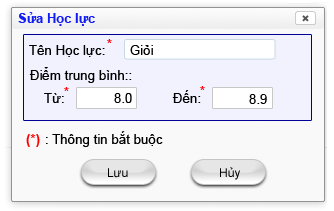 Sửa Học lực
Tên Học lực:* Giỏi
Điểm trung bình::
Từ:* 8.0 Đến:* 8.9
(*) : Thông tin bắt buộc
Lưu Hủy